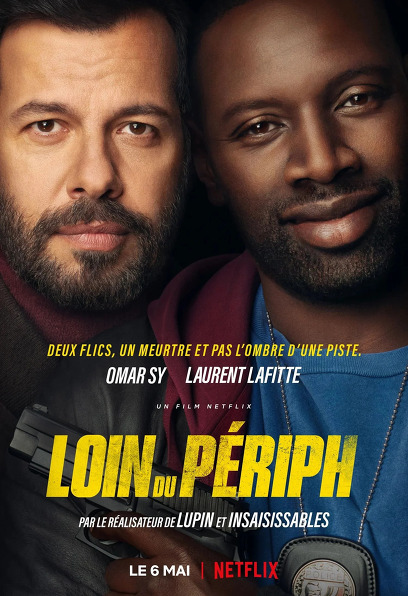 DEUX FLICS, UN MEURTRE ET PAS L'OMBRE D'UNE PISTE.
OMAR SY LAURENT LAFITTE
UN FILM NETFLIX
LOIN DU PÉRIPH
PAR LE RÉALISATEUR DE LUPIN ET INSAISISSABLES
LE 6 MAI | NETFLIX